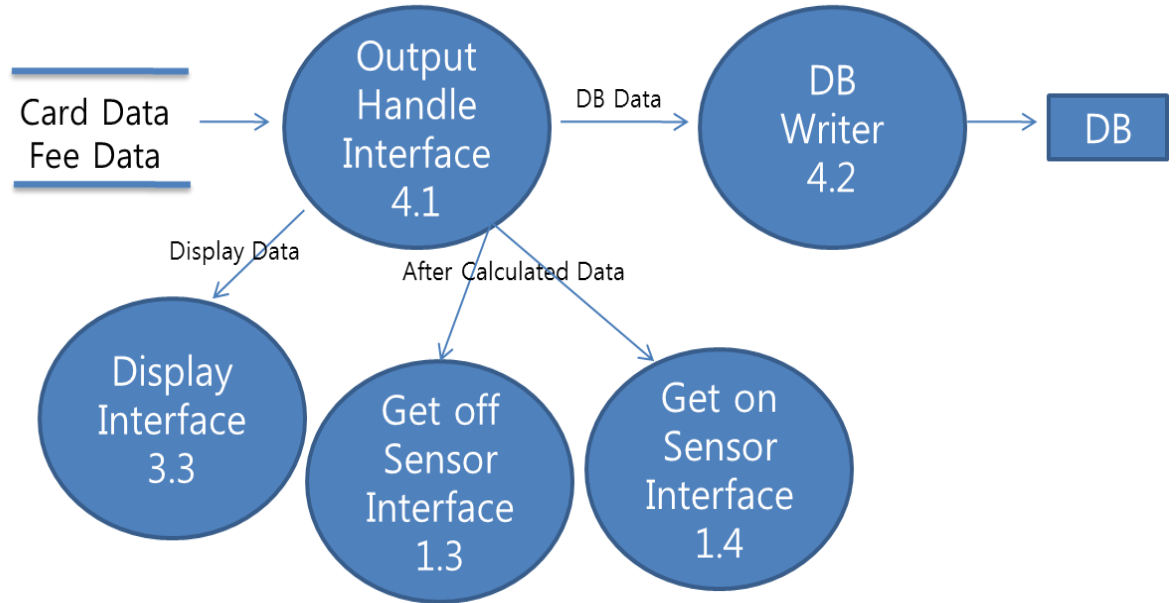 Card Data
Fee Data
Output
Handle
Interface
4.1
DB Data
DB
Writer
4.2
DB
Display Data
After Calculated Data
Display
Interface
3.3
Get off
Sensor
Interface
1.3
Get on
Sensor
Interface
1.4